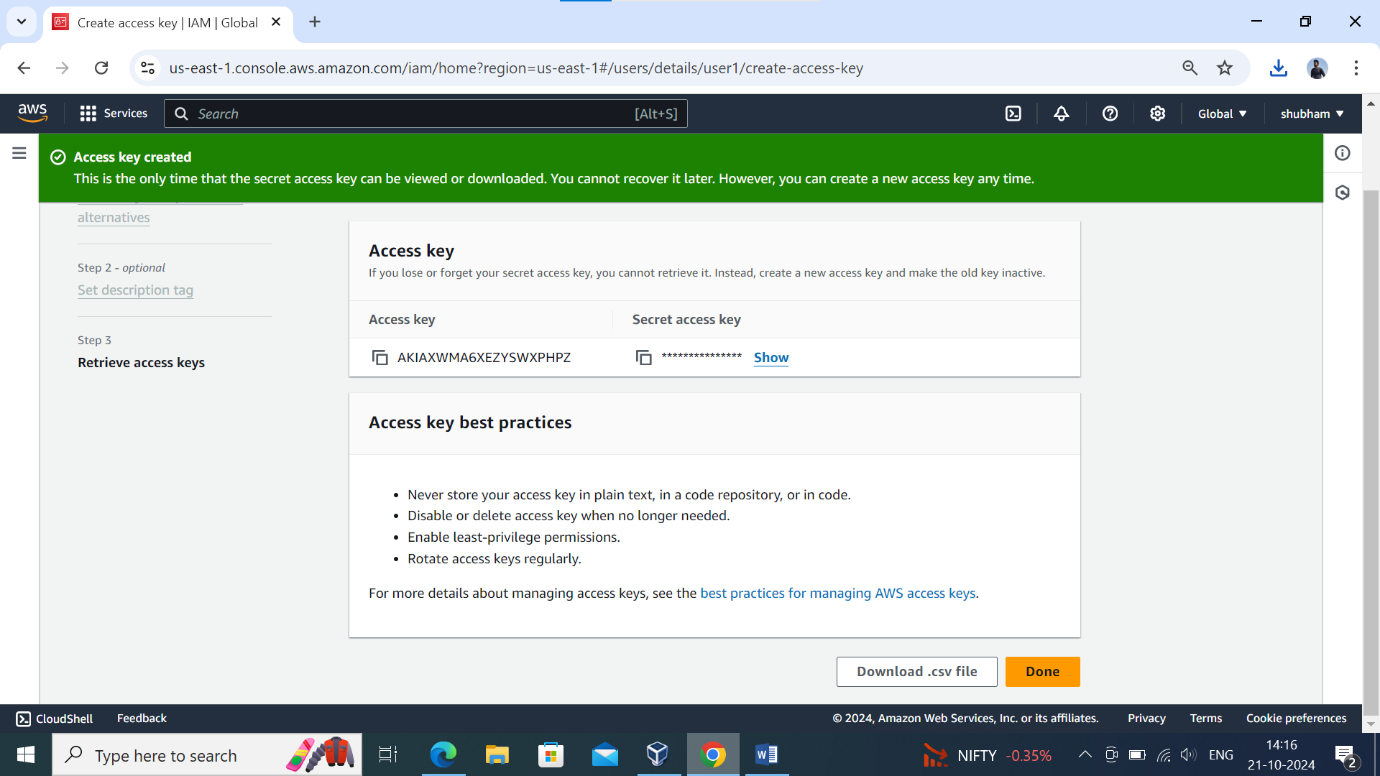 Create access key | IAM | Global
us-east-1.console.aws.amazon.com/iam/home?region=us-east-1#/users/details/user1/create-access-key
aws
Services
Search
[Alt+S]
Global
shubham
Access key created
This is the only time that the secret access key can be viewed or downloaded. You cannot recover it later. However, you can create a new access key any time.
alternatives
Step 2 - optional
Set description tag
Step 3
Retrieve access keys
Access key
If you lose or forget your secret access key, you cannot retrieve it. Instead, create a new access key and make the old key inactive.
Access key
Secret access key
AKIAXWMA6XEZYSWXPHPZ
***************
Show
Access key best practices
• Never store your access key in plain text, in a code repository, or in code.
• Disable or delete access key when no longer needed.
• Enable least-privilege permissions.
• Rotate access keys regularly.
For more details about managing access keys, see the best practices for managing AWS access keys.
Download .csv file
Done
CloudShell
Feedback
© 2024, Amazon Web Services, Inc. or its affiliates.
Privacy
Terms
Cookie preferences
Type here to search
NIFTY -0.35%
ENG
14:16
21-10-2024
2